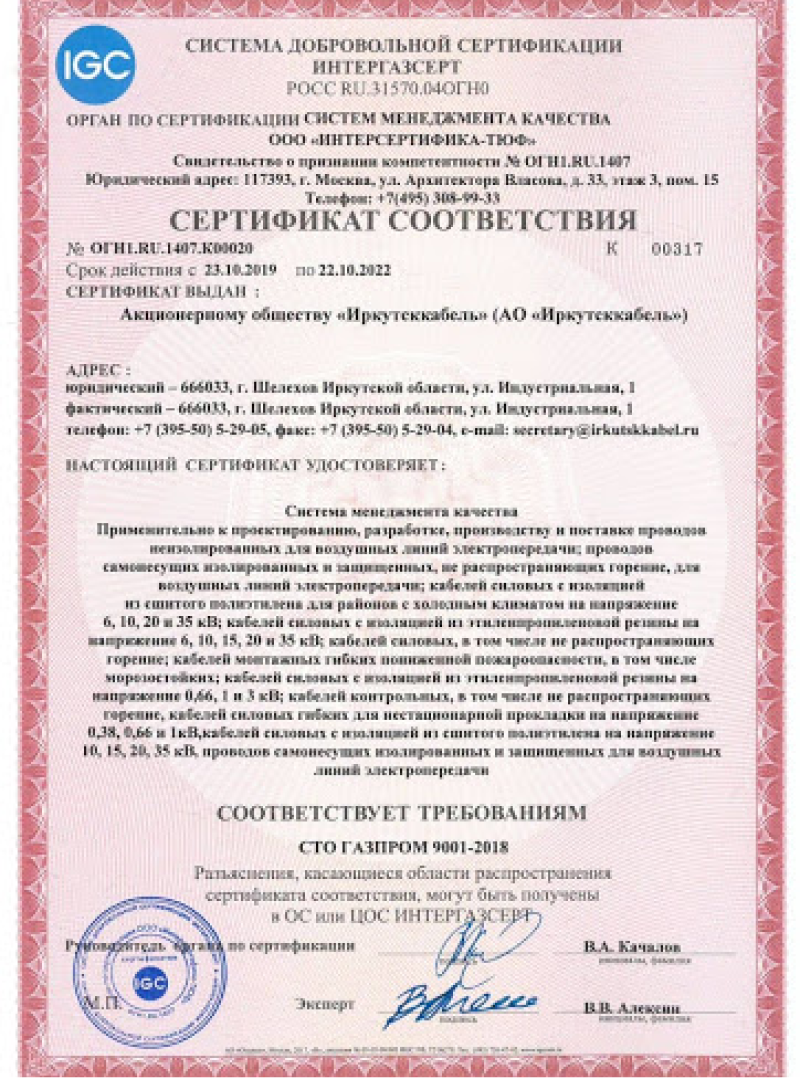 IGC
СИСТЕМА ДОБРОВОЛЬНОЙ СЕРТИФИКАЦИИ
ИНТЕРГАЗСЕРТ
РОСС RU.31570.04ОГН0
ОРГАН ПО СЕРТИФИКАЦИИ СИСТЕМ МЕНЕДЖМЕНТА КАЧЕСТВА
ООО «ИНТЕРСЕРТИФИКА-ТЮФ»
Свидетельство о признании компетентности № ОГН1.RU.1407
Юридический адрес: 117393, г. Москва, ул. Архитектора Власова, д. 33, этаж 3, пом. 15
Телефон: +7(495) 308-99-33
СЕРТИФИКАТ СООТВЕТСТВИЯ
№ ОГН1.RU.1407.К00020 К 00317
Срок действия с 23.10.2019 по 22.10.2022
СЕРТИФИКАТ ВЫДАН :
Акционерному обществу «Иркутсккабель» (АО «Иркутсккабель»)
АДРЕС :
юридический – 666033, г. Шелехов Иркутской области, ул. Индустриальная, 1
фактический – 666033, г. Шелехов Иркутской области, ул. Индустриальная, 1
телефон: +7 (395-50) 5-29-05, факс: +7 (395-50) 5-29-04, e-mail: secretary@irkutskkabel.ru
НАСТОЯЩИЙ СЕРТИФИКАТ УДОСТОВЕРЯЕТ :
Система менеджмента качества
Применительно к проектированию, разработке, производству и поставке проводов
неизолированных для воздушных линий электропередачи; проводов
самонесущих изолированных и защищенных, не распространяющих горение, для
воздушных линий электропередачи; кабелей силовых с изоляцией
из сшитого полиэтилена для районов с холодным климатом на напряжение
6, 10, 20 и 35 кВ; кабелей силовых с изоляцией из этиленпропиленовой резины на
напряжение 6, 10, 15, 20 и 35 кВ; кабелей силовых, в том числе не распространяющих
горение; кабелей монтажных гибких пониженной пожароопасности, в том числе
морозостойких; кабелей силовых с изоляцией из этиленпропиленовой резины на
напряжение 0,66, 1 и 3 кВ; кабелей контрольных, в том числе не распространяющих
горение, кабелей силовых гибких для нестационарной прокладки на напряжение
0,38, 0,66 и 1кВ,кабелей силовых с изоляцией из сшитого полиэтилена на напряжение
10, 15, 20, 35 кВ, проводов самонесущих изолированных и защищенных для воздушных
линий электропередачи
СООТВЕТСТВУЕТ ТРЕБОВАНИЯМ
СТО ГАЗПРОМ 9001-2018
Разъяснения, касающиеся области распространения
сертификата соответствия, могут быть получены
в ОС или ЦОС ИНТЕРГАЗСЕРТ
Руководитель органа по сертификации В.А. Качалов
подпись инициалы, фамилия
IGC
М.П. Эксперт В.В. Алексин
подпись инициалы, фамилия